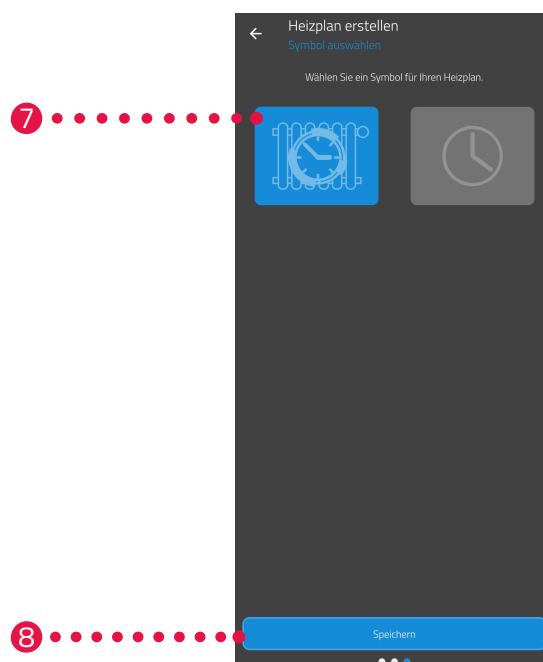 Heizplan erstellen
Symbol auswählen
Wählen Sie ein Symbol für Ihren Heizplan.
7
8
Speichern